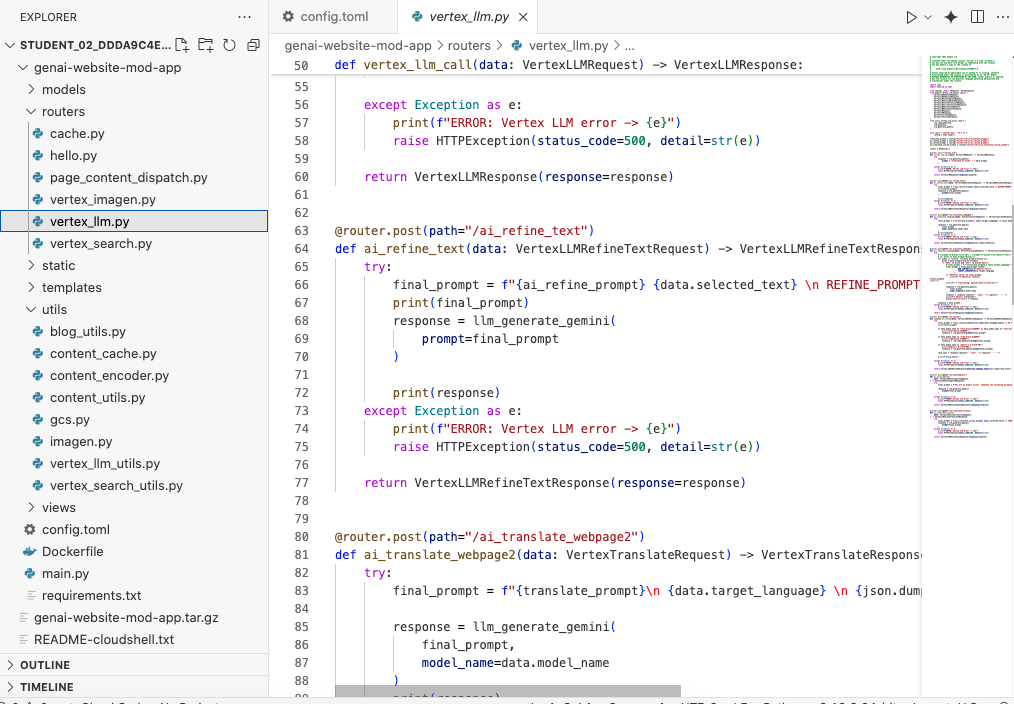 EXPLORER
STUDENT_02_DDDA9C4E...
genai-website-mod-app
models
routers
cache.py
hello.py
page_content_dispatch.py
vertex_imagen.py
vertex_llm.py
vertex_search.py
static
templates
utils
blog_utils.py
content_cache.py
content_encoder.py
content_utils.py
gcs.py
imagen.py
vertex_llm_utils.py
vertex_search_utils.py
views
config.toml
Dockerfile
main.py
requirements.txt
genai-website-mod-app.tar.gz
README-cloudshell.txt
OUTLINE
TIMELINE
config.toml
vertex_llm.py
genai-website-mod-app > routers > vertex_llm.py > ...
50 def vertex_llm_call(data: VertexLLMRequest) -> VertexLLMResponse:
55
56 except Exception as e:
57 print(f"ERROR: Vertex LLM error -> {e}")
58 raise HTTPException(status_code=500, detail=str(e))
59
60 return VertexLLMResponse(response=response)
61
62
63 @router.post(path="/ai_refine_text")
64 def ai_refine_text(data: VertexLLMRefineTextRequest) -> VertexLLMRefineTextRespon
65 try:
66 final_prompt = f"{ai_refine_prompt} {data.selected_text} \n REFINE_PROMPT
67 print(final_prompt)
68 response = llm_generate_gemini(
69 prompt=final_prompt
70 )
71
72 print(response)
73 except Exception as e:
74 print(f"ERROR: Vertex LLM error -> {e}")
75 raise HTTPException(status_code=500, detail=str(e))
76
77 return VertexLLMRefineTextResponse(response=response)
78
79
80 @router.post(path="/ai_translate_webpage2")
81 def ai_translate_webpage2(data: VertexTranslateRequest) -> VertexTranslateRespons
82 try:
83 final_prompt = f"{translate_prompt}\n {data.target_language} \n {json.dum
84
85 response = llm_generate_gemini(
86 final_prompt,
87 model_name=data.model_name
88 )